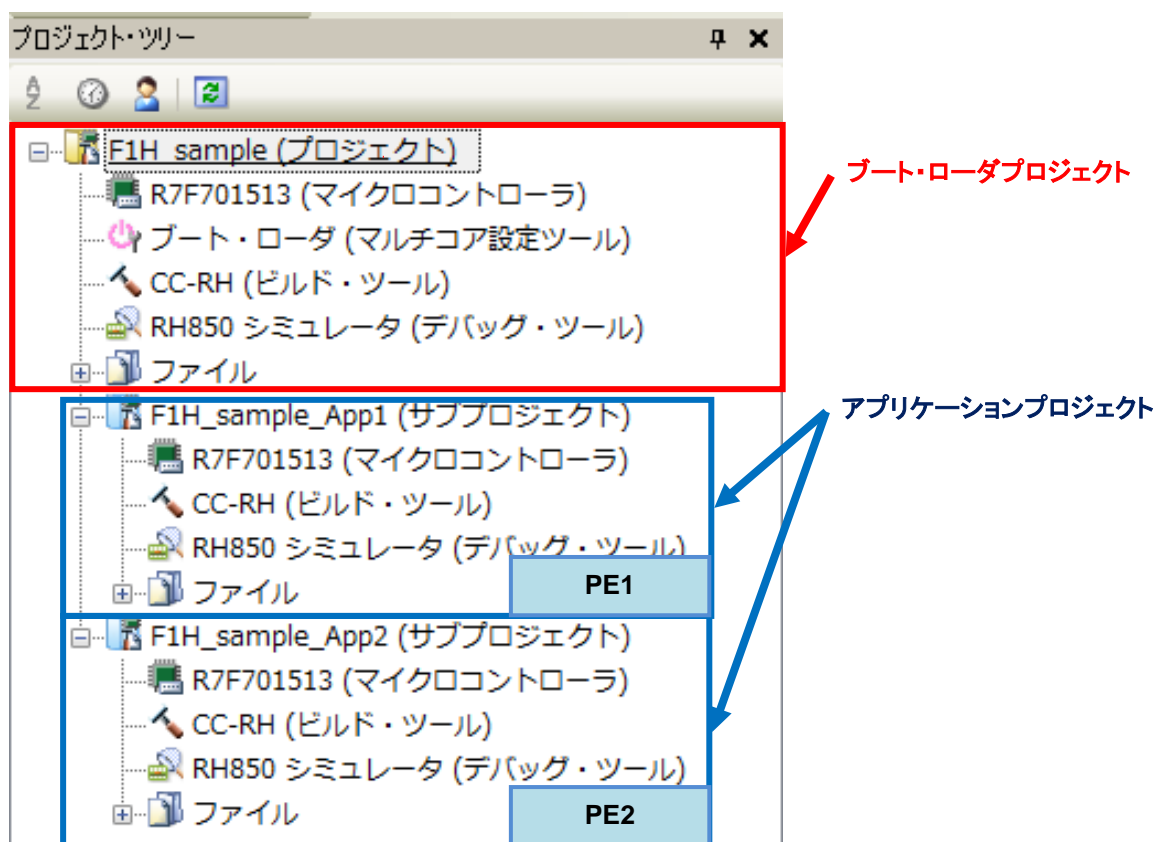 プロジェクト・ツリー
F1H_sample (プロジェクト)
R7F701513 (マイクロコントローラ)
ブート・ローダ (マルチコア設定ツール)
CC-RH (ビルド・ツール)
RH850 シミュレータ (デバッグ・ツール)
ファイル
ブート・ローダプロジェクト
F1H_sample_App1 (サブプロジェクト)
R7F701513 (マイクロコントローラ)
CC-RH (ビルド・ツール)
RH850 シミュレータ (デバッグ・ツール)
ファイル
PE1
アプリケーションプロジェクト
F1H_sample_App2 (サブプロジェクト)
R7F701513 (マイクロコントローラ)
CC-RH (ビルド・ツール)
RH850 シミュレータ (デバッグ・ツール)
ファイル
PE2